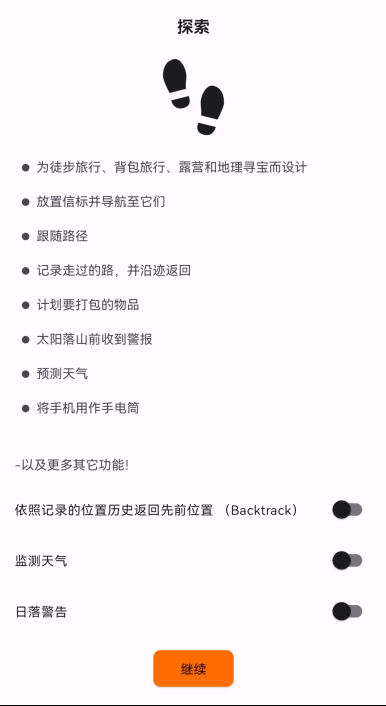 探索
为徒步旅行、背包旅行、露营和地理寻宝而设计
放置信标并导航至它们
跟随路径
记录走过的路，并沿迹返回
计划要打包的物品
太阳落山前收到警报
预测天气
将手机用作手电筒
-以及更多其它功能！
依照记录的位置历史返回先前位置 （Backtrack）
监测天气
日落警告
继续